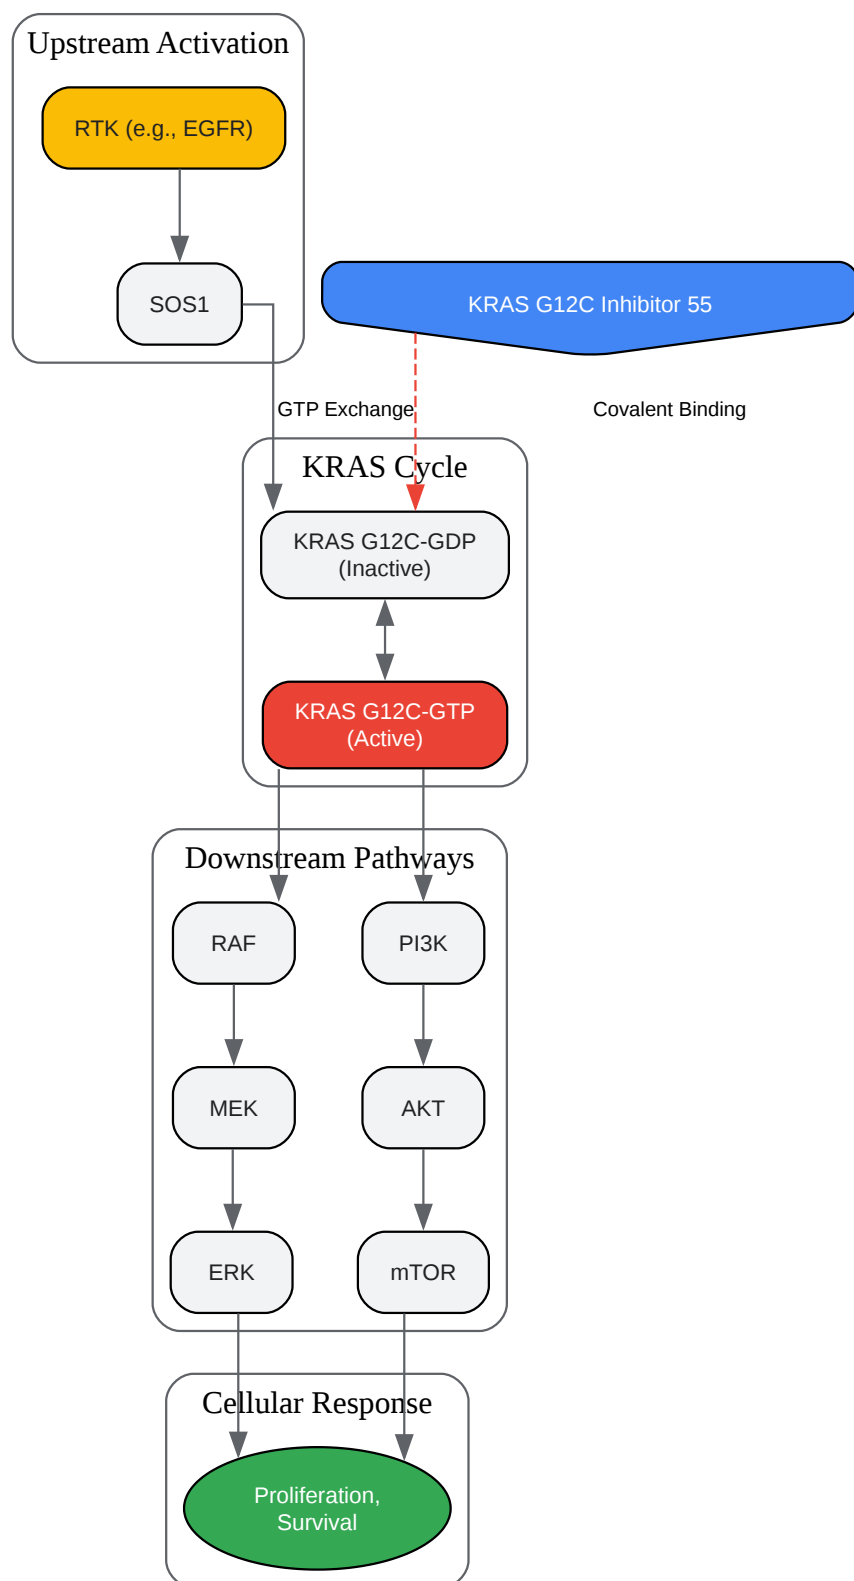 Upstream Activation
RTK (e.g., EGFR)
SOS1
KRAS G12C Inhibitor 55
GTP Exchange
Covalent Binding
KRAS Cycle
KRAS G12C-GDP
(Inactive)
KRAS G12C-GTP
(Active)
Downstream Pathways
RAF
PI3K
MEK
AKT
ERK
mTOR
Cellular Response
Proliferation,
Survival